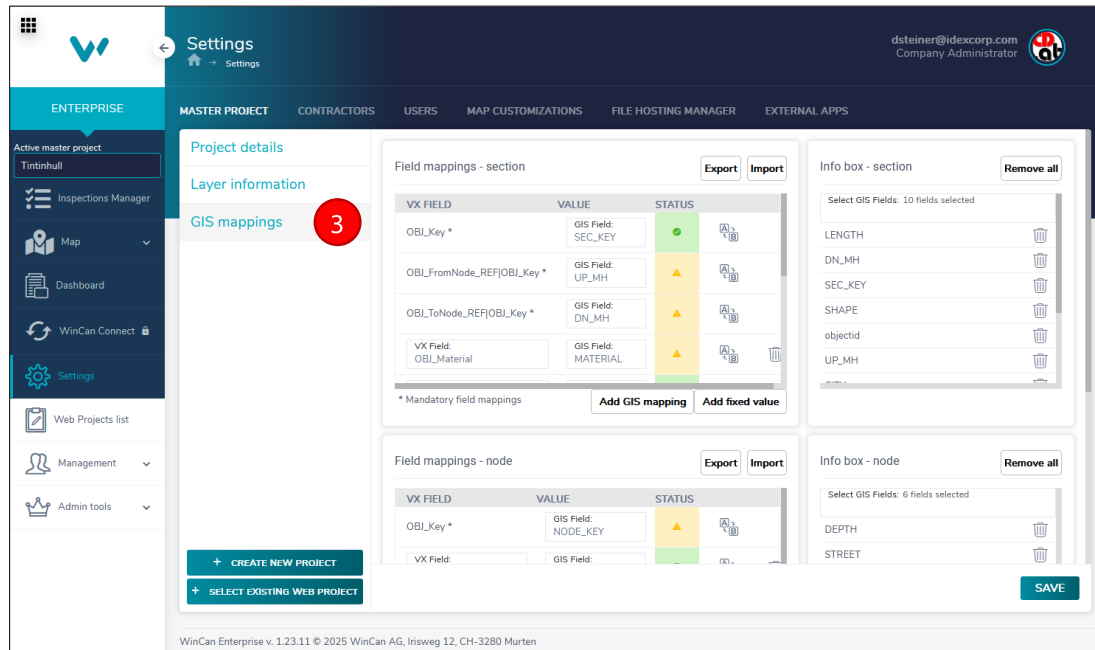 Settings
→ Settings
dsteiner@idexcorp.com
Company Administrator
ENTERPRISE
Active master project
Tintinhull
Inspections Manager
Map
Dashboard
WinCan Connect
Settings
Web Projects list
Management
Admin tools
MASTER PROJECT CONTRACTORS USERS MAP CUSTOMIZATIONS FILE HOSTING MANAGER EXTERNAL APPS
Project details
Layer information
GIS mappings
3
+ CREATE NEW PROJECT
+ SELECT EXISTING WEB PROJECT
Field mappings - section Export Import
VX FIELD VALUE STATUS
OBJ_Key * GIS Field: SEC_KEY
OBJ_FromNode_REF|OBJ_Key * GIS Field: UP_MH
OBJ_ToNode_REF|OBJ_Key * GIS Field: DN_MH
VX Field: OBJ_Material GIS Field: MATERIAL
* Mandatory field mappings Add GIS mapping Add fixed value
Info box - section Remove all
Select GIS Fields: 10 fields selected
LENGTH
DN_MH
SEC_KEY
SHAPE
objectid
UP_MH
Field mappings - node Export Import
VX FIELD VALUE STATUS
OBJ_Key * GIS Field: NODE_KEY
VX Field: GIS Field:
Info box - node Remove all
Select GIS Fields: 6 fields selected
DEPTH
STREET
SAVE
WinCan Enterprise v. 1.23.11 © 2025 WinCan AG, Irisweg 12, CH-3280 Murten